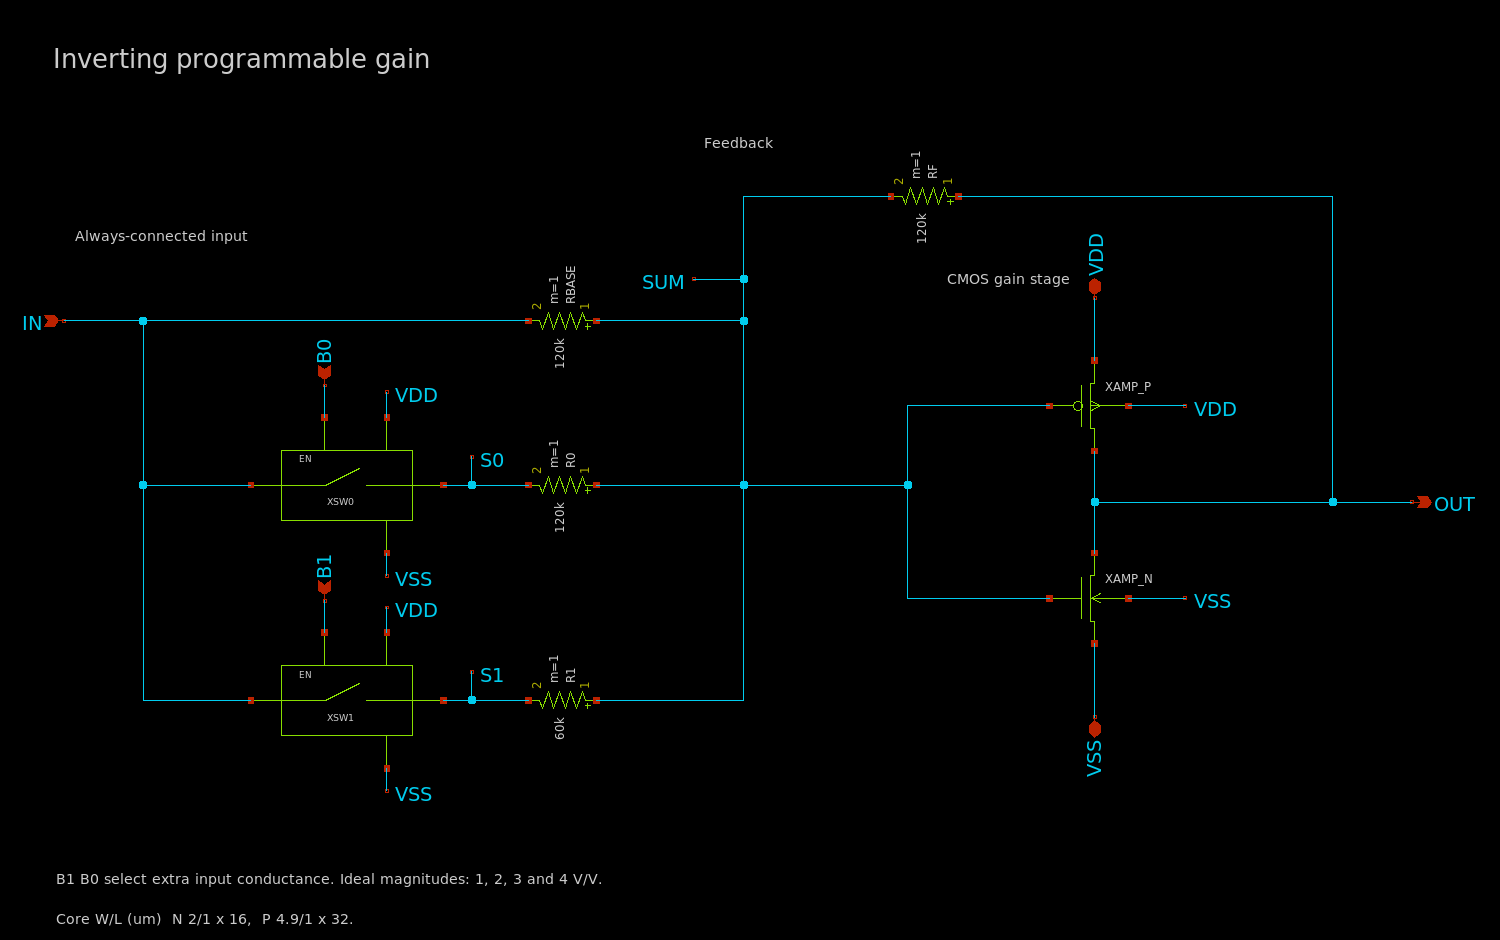 Inverting programmable gain
Feedback
m=1
RF
2
1
120k
Always-connected input
VDD
CMOS gain stage
SUM
m=1
RBASE
2
1
120k
IN
B0
VDD
XAMP_P
VDD
EN
XSW0
S0
m=1
R0
2
1
120k
OUT
VSS
B1
VDD
XAMP_N
VSS
EN
XSW1
S1
m=1
R1
2
1
60k
VSS
VSS
B1 B0 select extra input conductance. Ideal magnitudes: 1, 2, 3 and 4 V/V.
Core W/L (um)  N 2/1 x 16,  P 4.9/1 x 32.